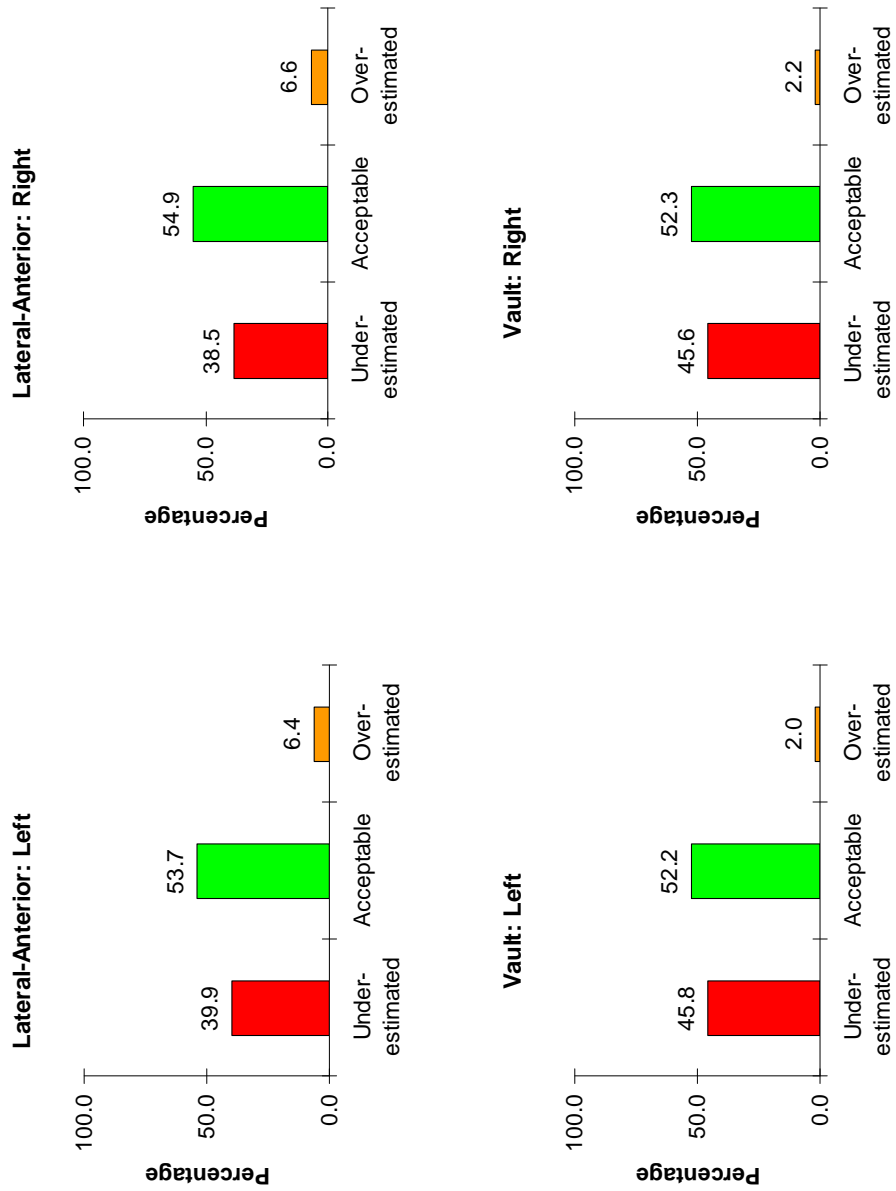 Lateral-Anterior: Left
Percentage
100.0
50.0
0.0
39.9
53.7
6.4
Under-
estimated
Acceptable
Over-
estimated
Lateral-Anterior: Right
Percentage
100.0
50.0
0.0
38.5
54.9
6.6
Under-
estimated
Acceptable
Over-
estimated
Vault: Left
Percentage
100.0
50.0
0.0
45.8
52.2
2.0
Under-
estimated
Acceptable
Over-
estimated
Vault: Right
Percentage
100.0
50.0
0.0
45.6
52.3
2.2
Under-
estimated
Acceptable
Over-
estimated